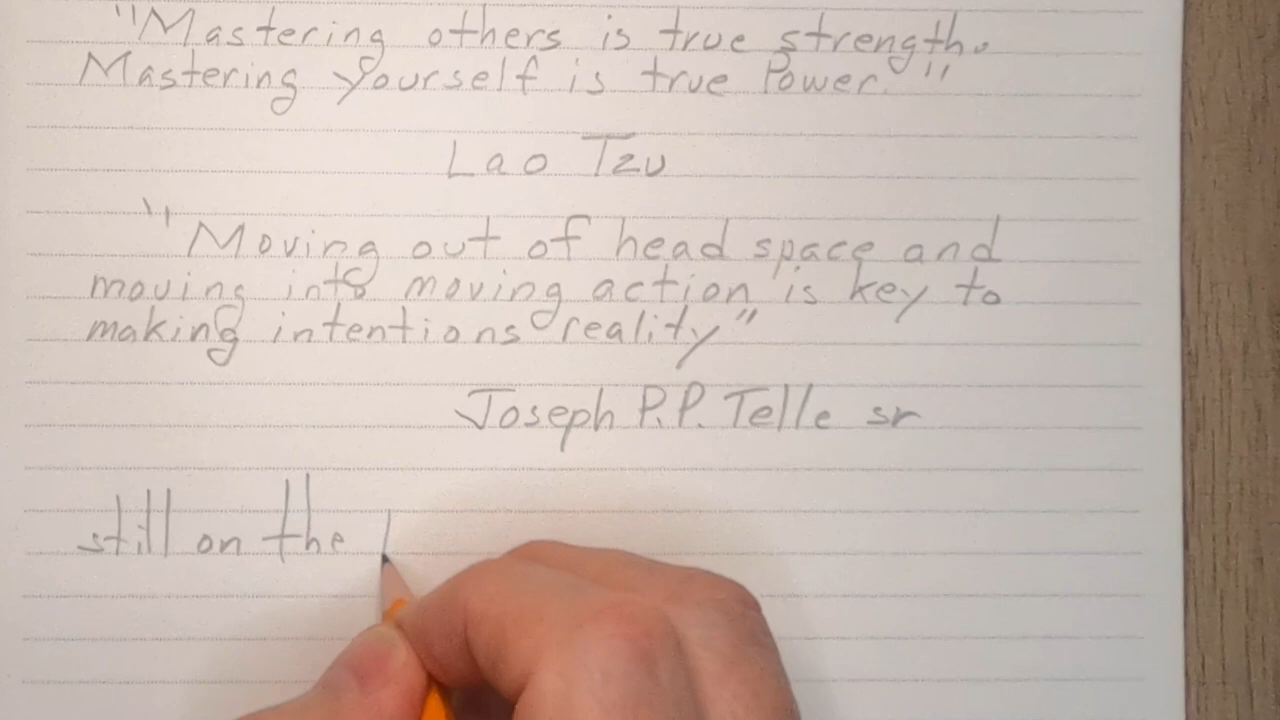 "Mastering others is true strength.
Mastering Yourself is true Power."
Lao Tzu
"Moving out of head space and
moving into moving action is key to
making intentions reality"
Joseph P.P. Telle sr
still on the